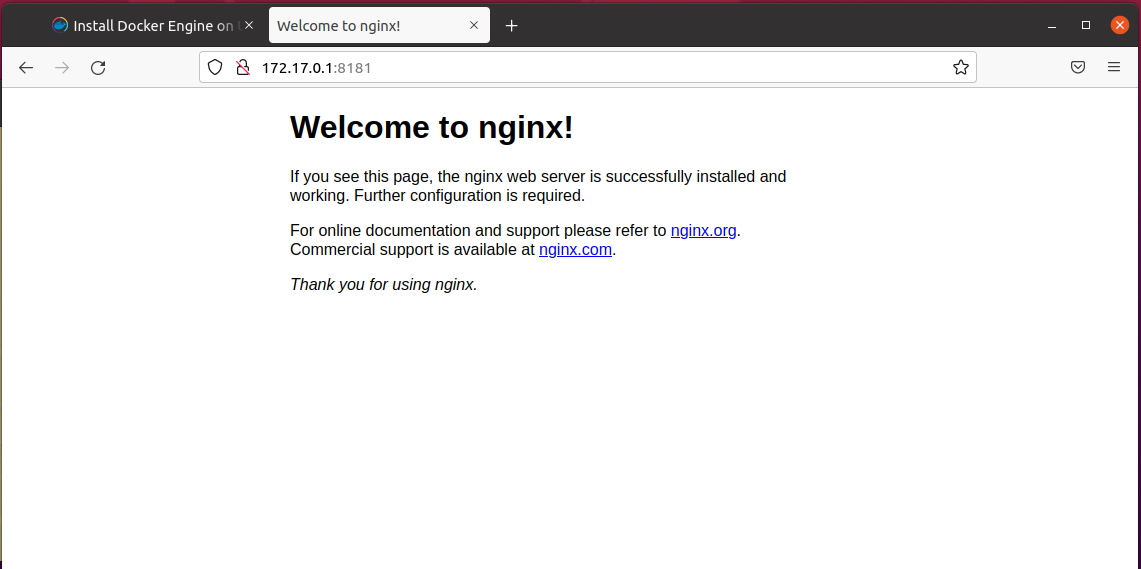 Install Docker Engine on
Welcome to nginx!
172.17.0.1:8181
Welcome to nginx!
If you see this page, the nginx web server is successfully installed and
working. Further configuration is required.
For online documentation and support please refer to nginx.org.
Commercial support is available at nginx.com.
Thank you for using nginx.